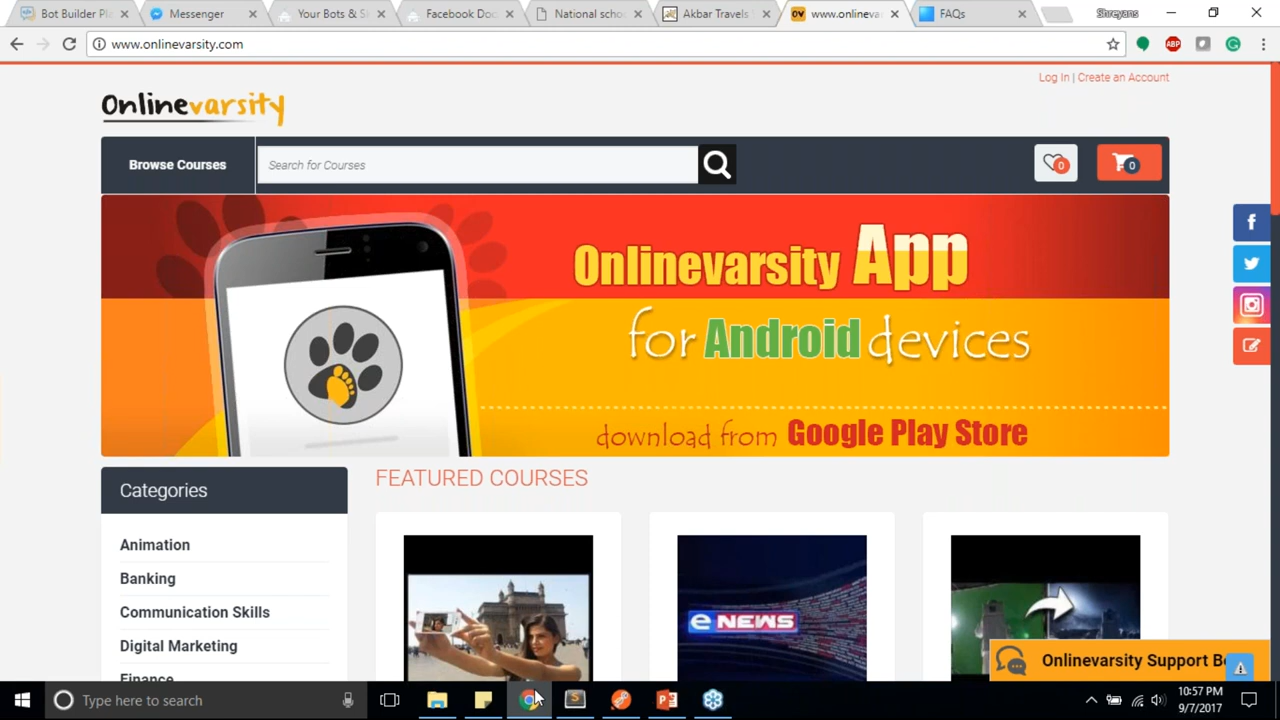 Bot Builder Pl
Messenger
Your Bots & S
Facebook Doc
National scho
Akbar Travels
www.onlineva
FAQs
Shreyans
www.onlinevarsity.com
ABP
Log In | Create an Account
Onlinevarsity
Browse Courses
Search for Courses
0
0
Onlinevarsity App
for Android devices
download from Google Play Store
Categories
FEATURED COURSES
Animation
Banking
Communication Skills
Digital Marketing
Finance
e NEWS
Onlinevarsity Support B
Type here to search
10:57 PM
9/7/2017